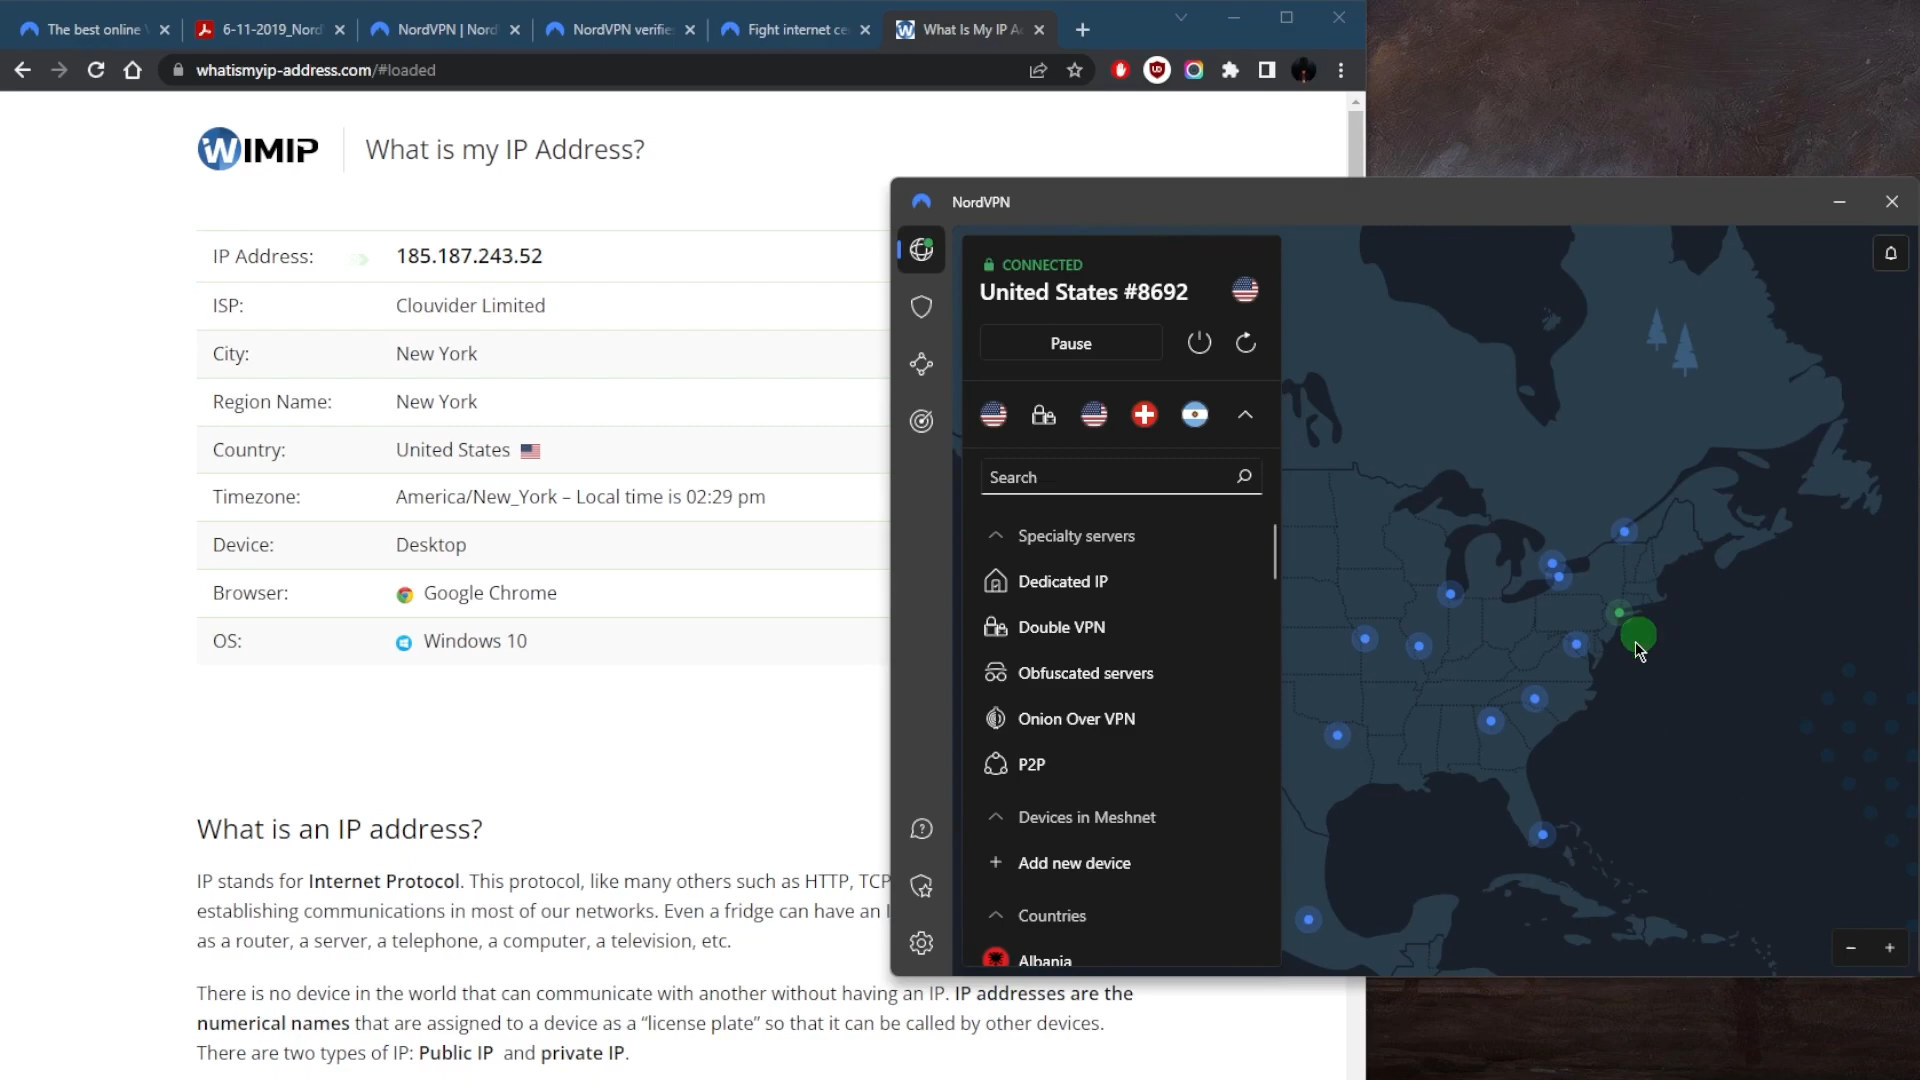 The best online
6-11-2019_Nord
NordVPN | Nord
NordVPN verifie
Fight internet ce
What Is My IP A
whatismyip-address.com/#loaded
WIMIP
What is my IP Address?
IP Address: 185.187.243.52
ISP: Clouvider Limited
City: New York
Region Name: New York
Country: United States
Timezone: America/New_York – Local time is 02:29 pm
Device: Desktop
Browser: Google Chrome
OS: Windows 10
What is an IP address?
IP stands for Internet Protocol. This protocol, like many others such as HTTP, TCP
establishing communications in most of our networks. Even a fridge can have an I
as a router, a server, a telephone, a computer, a television, etc.
There is no device in the world that can communicate with another without having an IP. IP addresses are the
numerical names that are assigned to a device as a “license plate” so that it can be called by other devices.
There are two types of IP: Public IP and private IP.
NordVPN
CONNECTED
United States #8692
Pause
Search
Specialty servers
Dedicated IP
Double VPN
Obfuscated servers
Onion Over VPN
P2P
Devices in Meshnet
+ Add new device
Countries
Albania